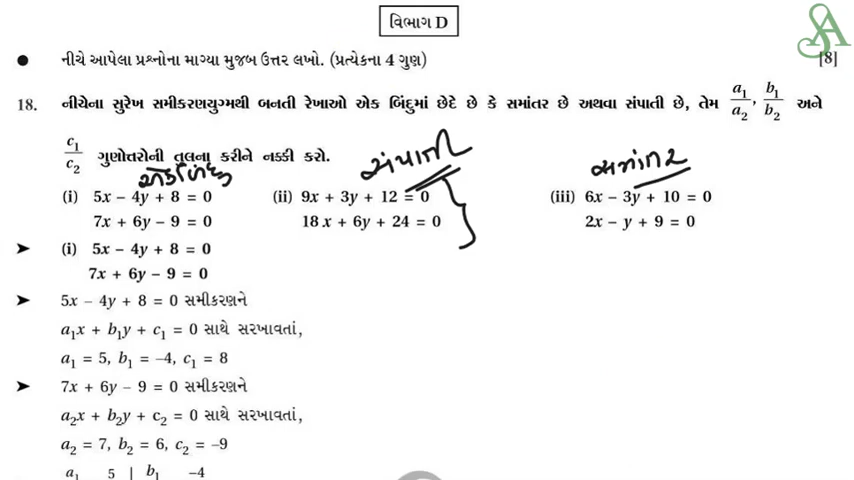 વિભાગ D
● નીચે આપેલા પ્રશ્નોના માગ્યા મુજબ ઉત્તર લખો. (પ્રત્યેકના 4 ગુણ) [8]
18. નીચેના સુરેખ સમીકરણયુગ્મથી બનતી રેખાઓ એક બિંદુમાં છેદે છે કે સમાંતર છે અથવા સંપાતી છે, તેમ a₁/a₂, b₁/b₂ અને
c₁/c₂ ગુણોત્તરોની તુલના કરીને નક્કી કરો.
સંપાતી સમાંતર
(i) 5x – 4y + 8 = 0 (ii) 9x + 3y + 12 = 0 (iii) 6x – 3y + 10 = 0
7x + 6y – 9 = 0 18x + 6y + 24 = 0 2x – y + 9 = 0
➤ (i) 5x – 4y + 8 = 0
7x + 6y – 9 = 0
➤ 5x – 4y + 8 = 0 સમીકરણને
a₁x + b₁y + c₁ = 0 સાથે સરખાવતાં,
a₁ = 5, b₁ = –4, c₁ = 8
➤ 7x + 6y – 9 = 0 સમીકરણને
a₂x + b₂y + c₂ = 0 સાથે સરખાવતાં,
a₂ = 7, b₂ = 6, c₂ = –9
a₁ 5 | b₁ –4